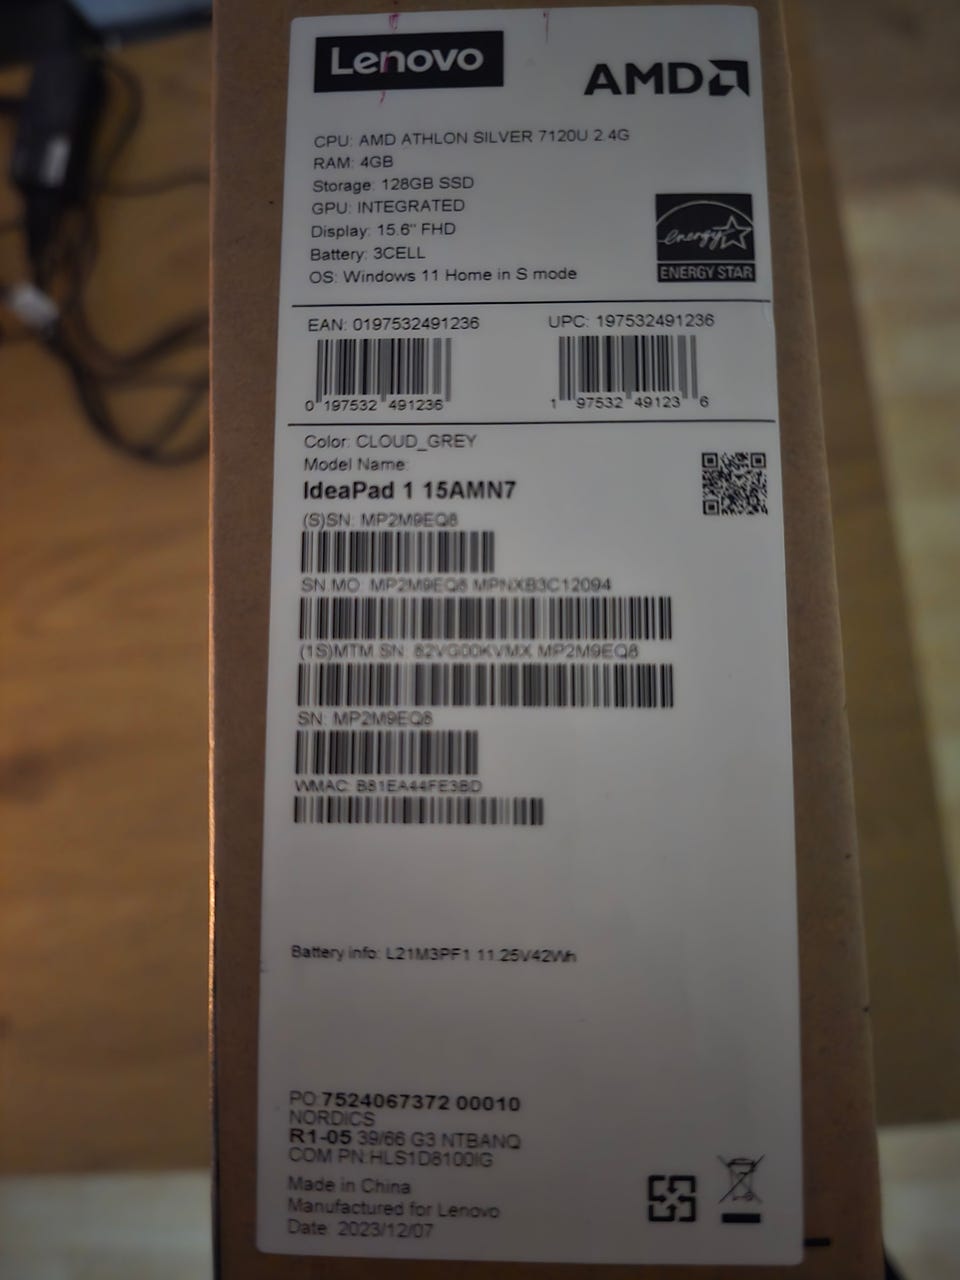 Lenovo
AMD
CPU: AMD ATHLON SILVER 7120U 2.4G
RAM: 4GB
Storage: 128GB SSD
GPU: INTEGRATED
Display: 15.6" FHD
Battery: 3CELL
OS: Windows 11 Home in S mode
energy
ENERGY STAR
EAN: 0197532491236
UPC: 197532491236
0 197532 491236
1 97532 49123 6
Color: CLOUD_GREY
Model Name:
IdeaPad 1 15AMN7
(S)SN: MP2M9EQ8
SN MO MP2M9EQ8 MPNXB3C12094
(1S)MTM SN: 82VG00KVMX MP2M9EQ8
SN: MP2M9EQ8
WMAC: B81EA44FE3BD
Battery info: L21M3PF1 11.25V42Wh
PO:7524067372 00010
NORDICS
R1-05 39/66 G3 NTBANQ
COM PN:HLS1D8100IG
Made in China
Manufactured for Lenovo
Date: 2023/12/07